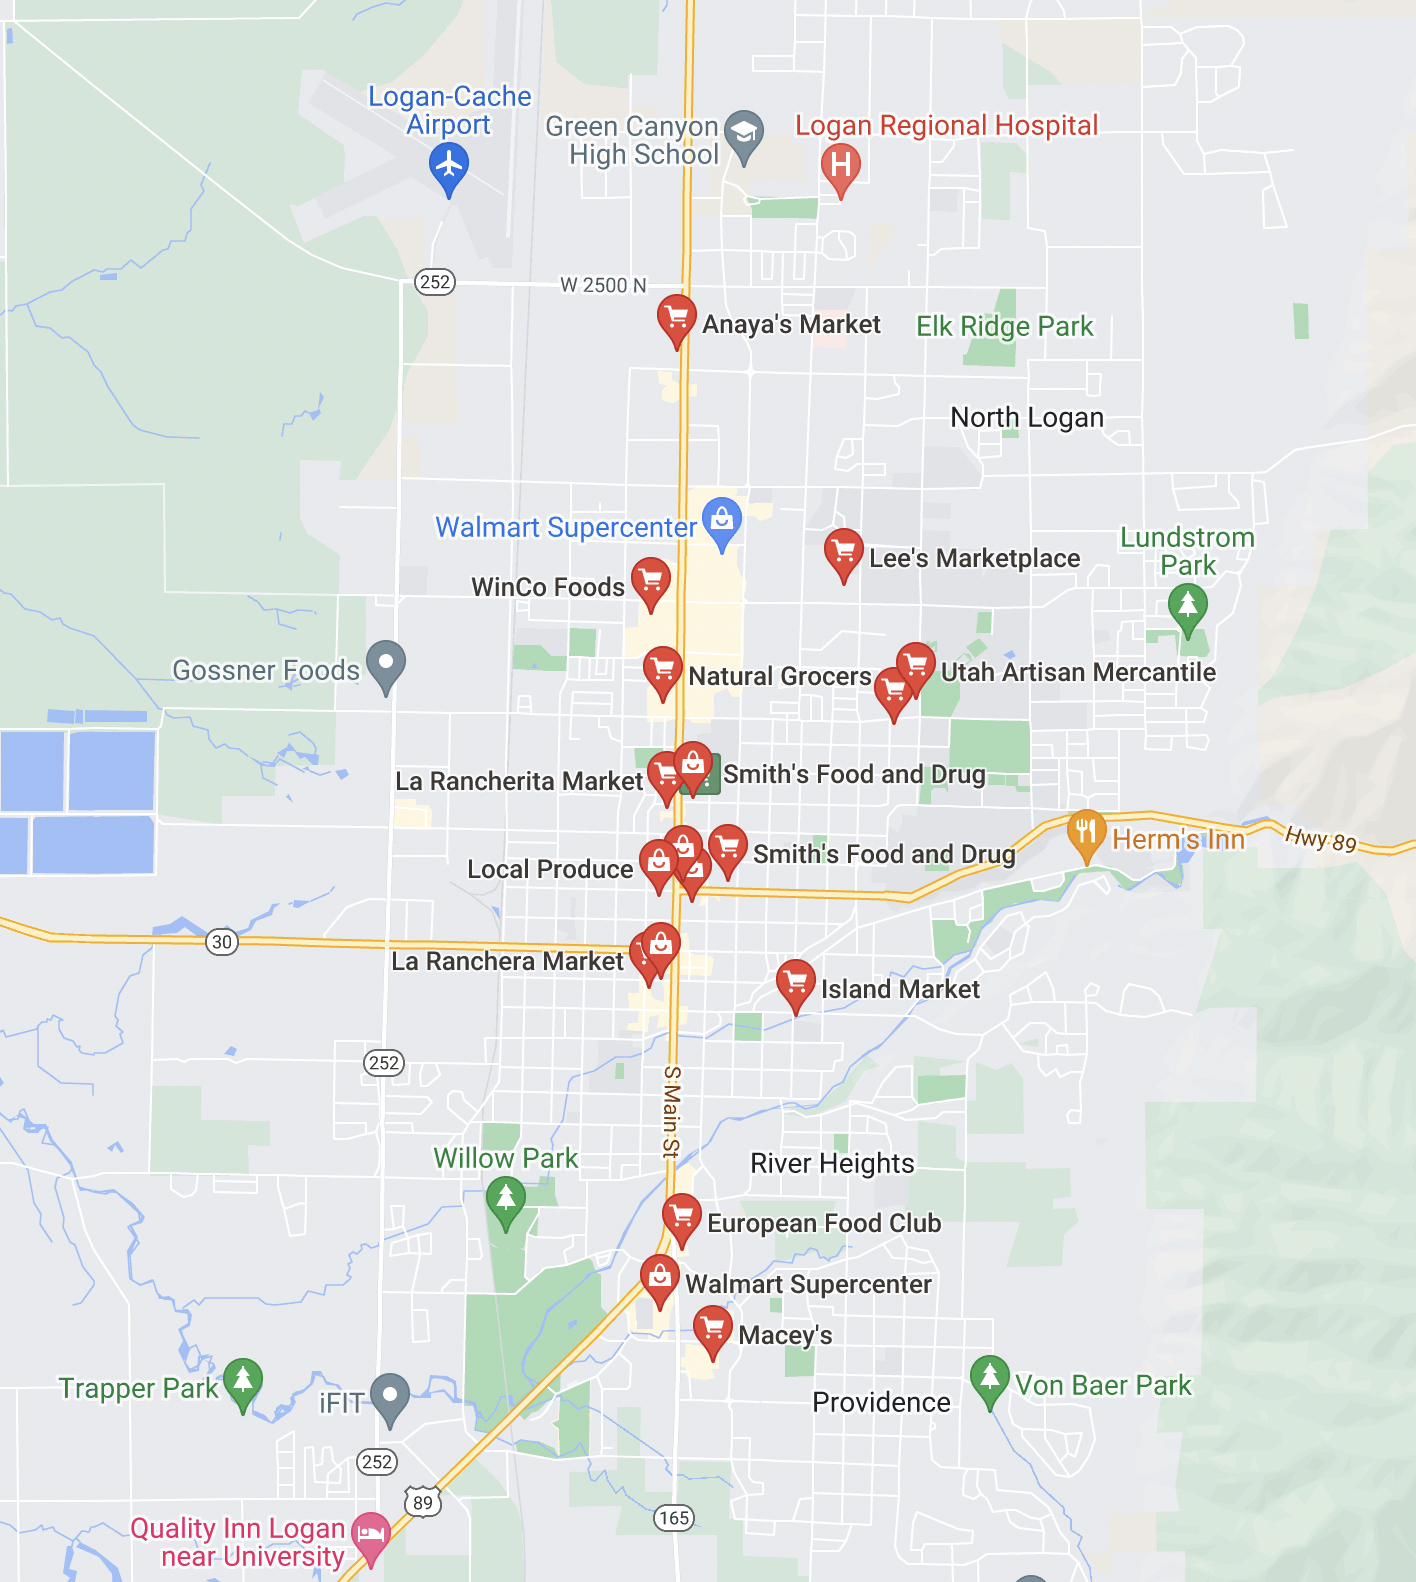 Logan-Cache
Airport
Green Canyon
High School
Logan Regional Hospital
H
252
W 2500 N
Anaya's Market
Elk Ridge Park
North Logan
Walmart Supercenter
Lundstrom
Park
Lee's Marketplace
WinCo Foods
Gossner Foods
Natural Grocers
Utah Artisan Mercantile
La Rancherita Market
Smith's Food and Drug
Herm's Inn
Hwy 89
Local Produce
Smith's Food and Drug
30
La Ranchera Market
Island Market
252
S Main St
Willow Park
River Heights
European Food Club
Walmart Supercenter
Macey's
Trapper Park
iFIT
Providence
Von Baer Park
252
89
165
Quality Inn Logan
near University